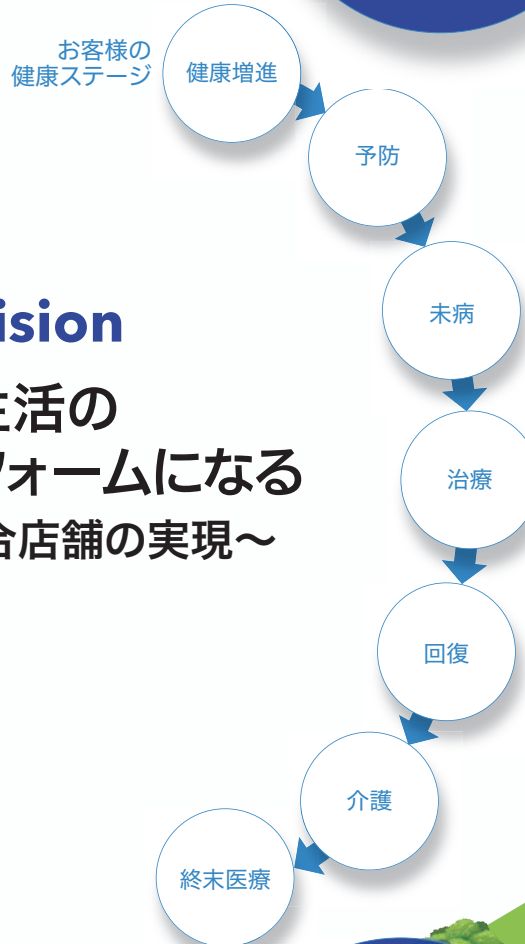 お客様の
健康ステージ
健康増進
予防
未病
ision
生活の
フォームになる
合店舗の実現〜
治療
回復
介護
終末医療